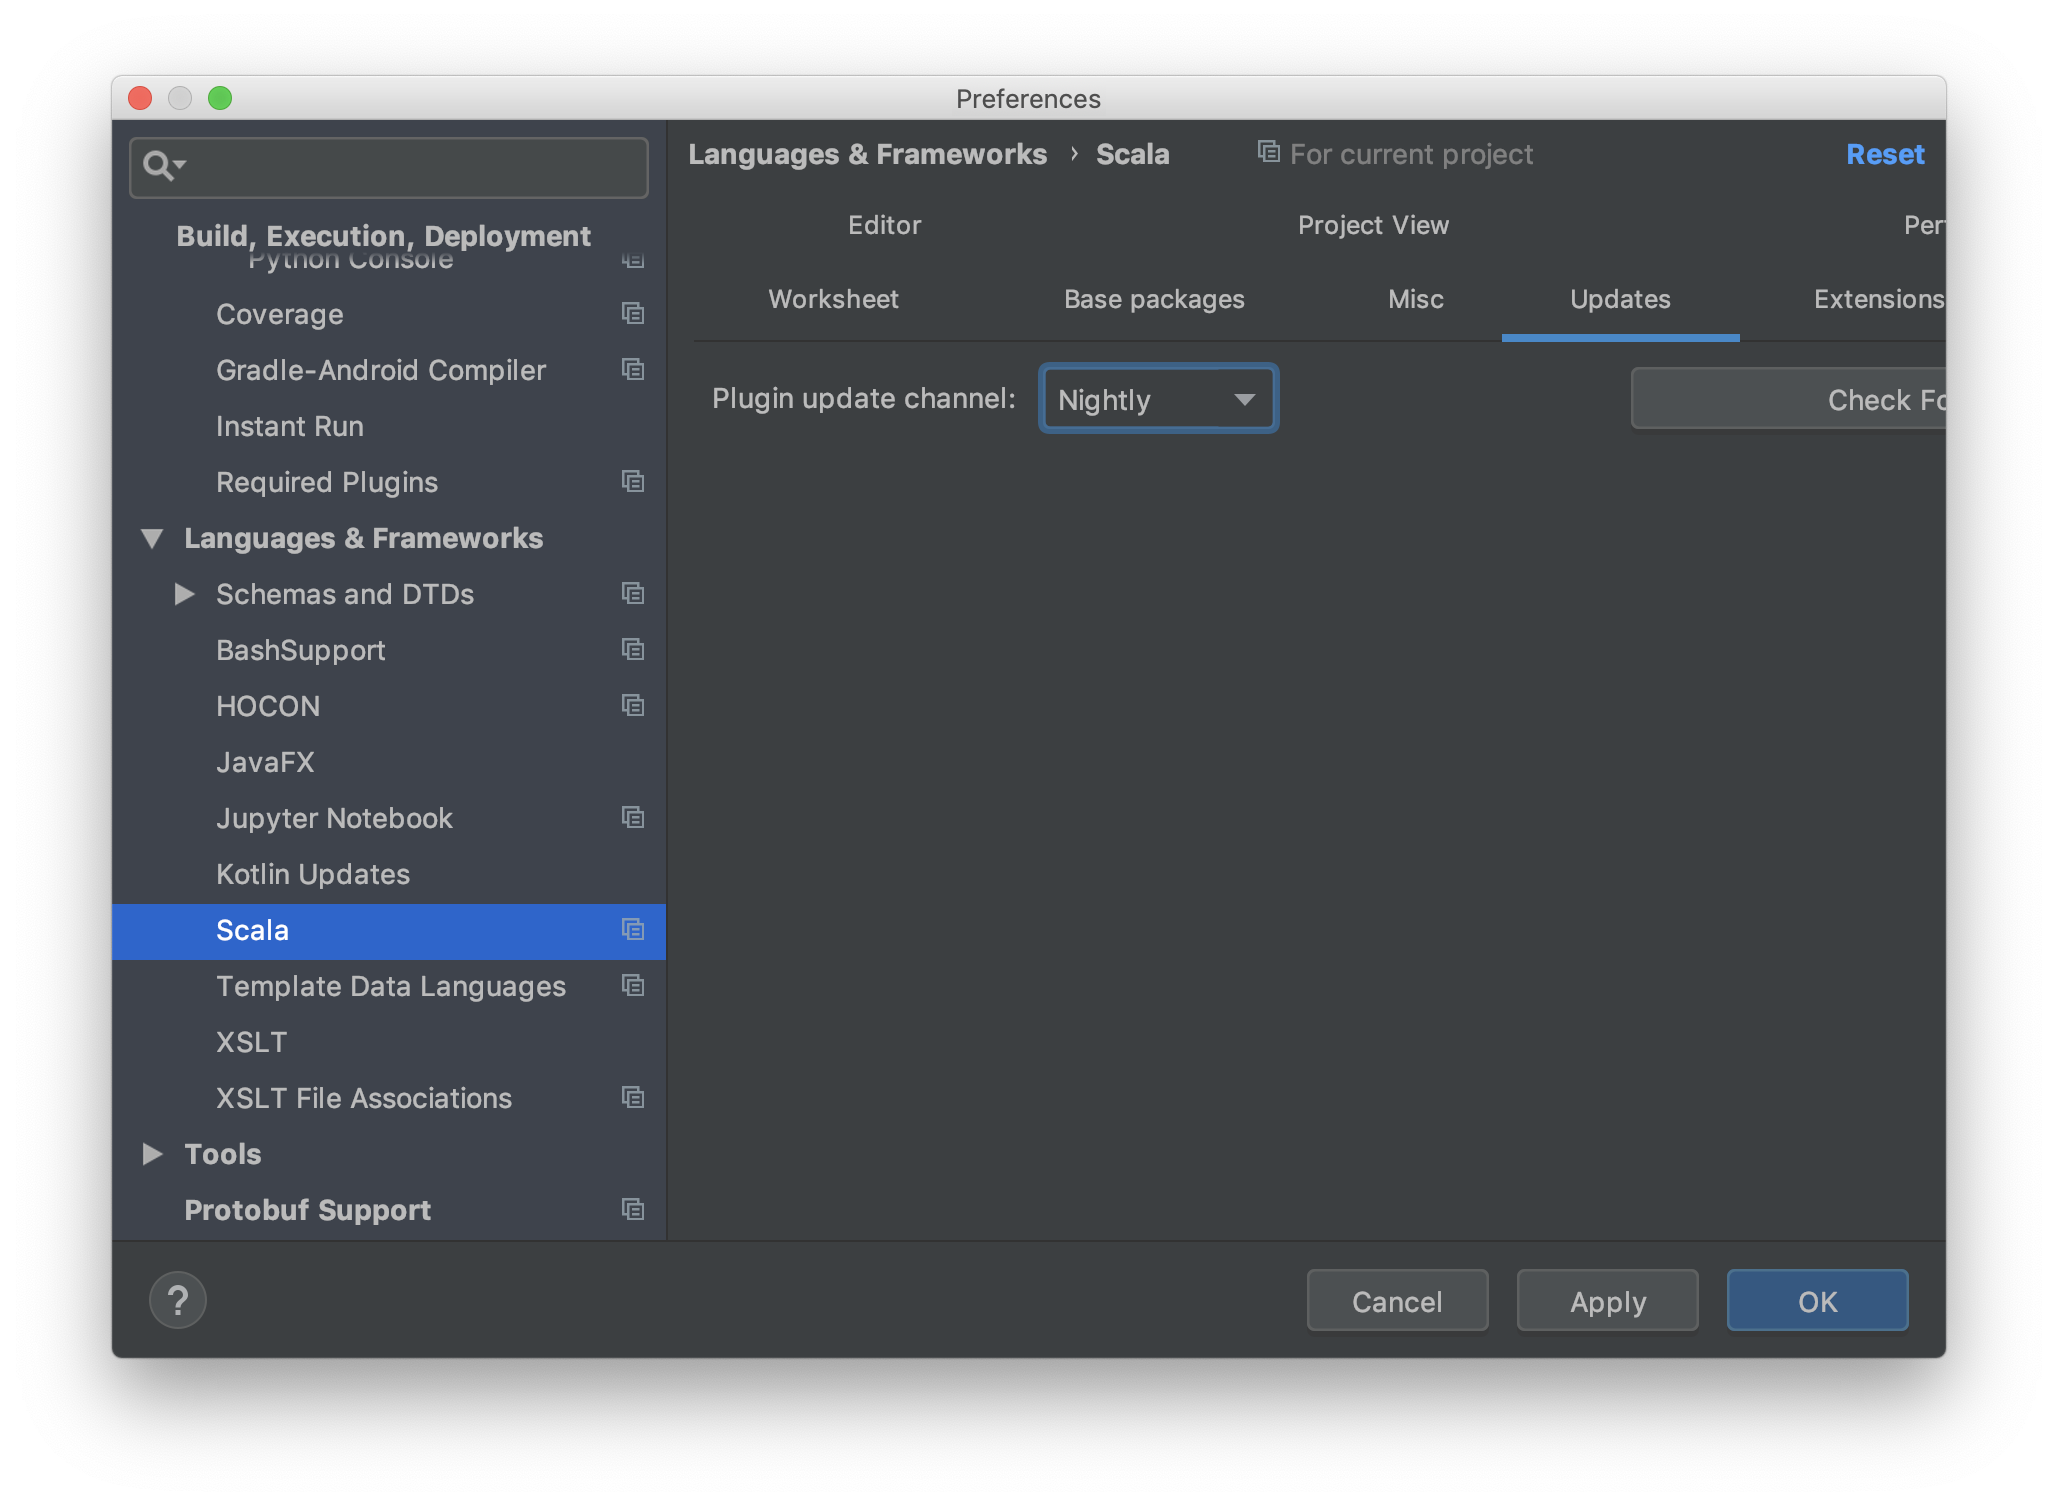 Preferences
Build, Execution, Deployment
Python Console
Coverage
Gradle-Android Compiler
Instant Run
Required Plugins
Languages & Frameworks
Schemas and DTDs
BashSupport
HOCON
JavaFX
Jupyter Notebook
Kotlin Updates
Scala
Template Data Languages
XSLT
XSLT File Associations
Tools
Protobuf Support
Languages & Frameworks › Scala For current project Reset
Editor Project View Per
Worksheet Base packages Misc Updates Extensions
Plugin update channel: Nightly Check Fo
? Cancel Apply OK